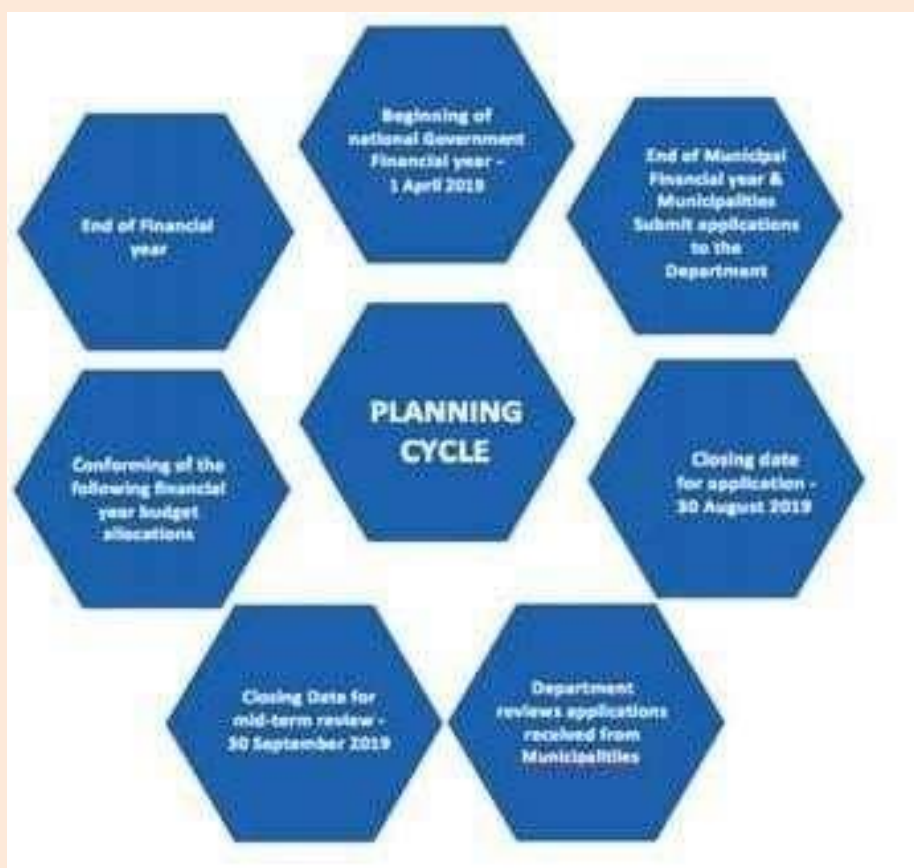 Beginning of
national Government
Financial year -
1 April 2019
End of Municipal
Financial year &
Municipalities
Submit applications
to the
Department
Closing date
for application -
30 August 2019
Department
reviews applications
received from
Municipalities
Closing Date for
mid-term review -
30 September 2019
Conforming of the
following financial
year budget
allocations
End of Financial
year
PLANNING
CYCLE